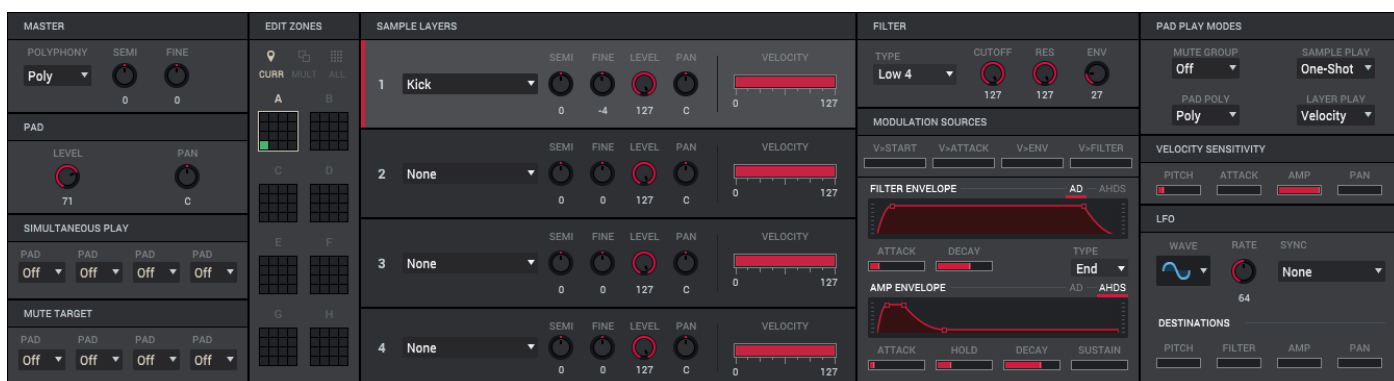 MASTER
POLYPHONY SEMI FINE
Poly
0 0
PAD
LEVEL PAN
71 C
SIMULTANEOUS PLAY
PAD PAD PAD PAD
Off Off Off Off
MUTE TARGET
PAD PAD PAD PAD
Off Off Off Off
EDIT ZONES
CURR MULT ALL
A B
C D
E F
G H
SAMPLE LAYERS
SEMI FINE LEVEL PAN VELOCITY
1 Kick
0 -4 127 C 0 127
SEMI FINE LEVEL PAN VELOCITY
2 None
0 0 127 C 0 127
SEMI FINE LEVEL PAN VELOCITY
3 None
0 0 127 C 0 127
SEMI FINE LEVEL PAN VELOCITY
4 None
0 0 127 C 0 127
FILTER
TYPE CUTOFF RES ENV
Low 4
127 127 27
MODULATION SOURCES
V>START V>ATTACK V>ENV V>FILTER
FILTER ENVELOPE AD AHDS
ATTACK DECAY TYPE
End
AMP ENVELOPE AD AHDS
ATTACK HOLD DECAY SUSTAIN
PAD PLAY MODES
MUTE GROUP SAMPLE PLAY
Off One-Shot
PAD POLY LAYER PLAY
Poly Velocity
VELOCITY SENSITIVITY
PITCH ATTACK AMP PAN
LFO
WAVE RATE SYNC
None
64
DESTINATIONS
PITCH FILTER AMP PAN